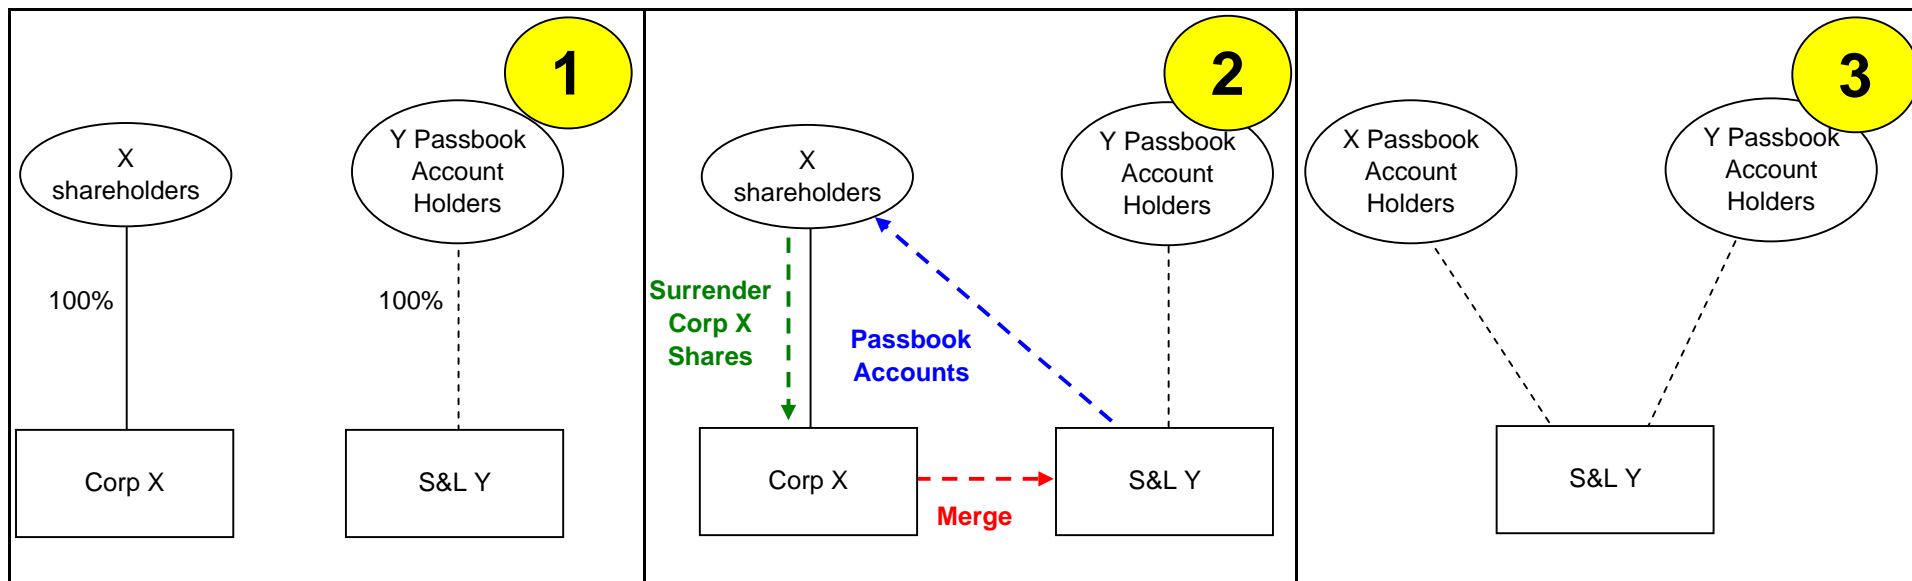 1
X
shareholders
Y Passbook
Account
Holders
100%
100%
Corp X
S&L Y
2
X
shareholders
Y Passbook
Account
Holders
Surrender
Corp X
Shares
Passbook
Accounts
Corp X
Merge
S&L Y
3
X Passbook
Account
Holders
Y Passbook
Account
Holders
S&L Y